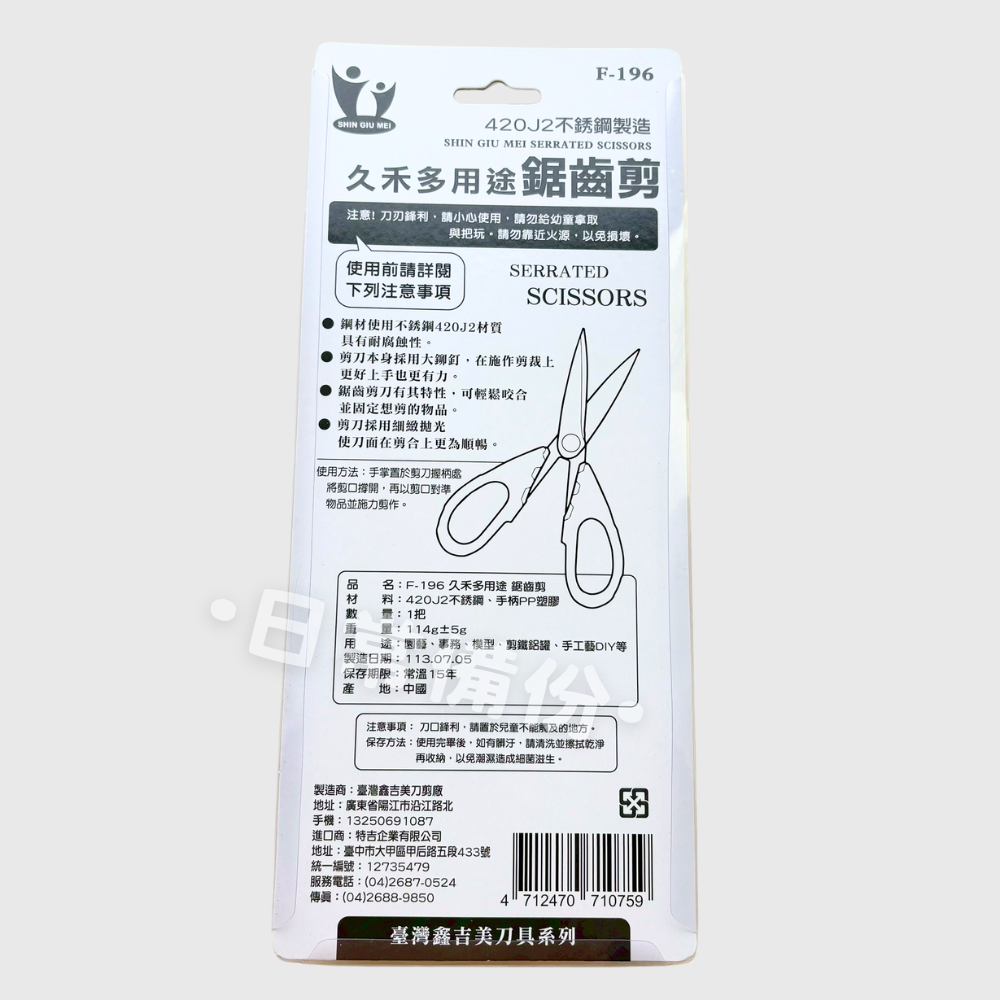 SHIN GIU MEI
F-196
420J2不銹鋼製造
SHIN GIU MEI SERRATED SCISSORS
久禾多用途鋸齒剪
注意! 刀刃鋒利，請小心使用，請勿給幼童拿取
與把玩。請勿靠近火源，以免損壞。
使用前請詳閱
下列注意事項
SERRATED
SCISSORS
● 鋼材使用不銹鋼420J2材質
具有耐腐蝕性。
● 剪刀本身採用大鉚釘，在施作剪裁上
更好上手也更有力。
● 鋸齒剪刀有其特性，可輕鬆咬合
並固定想剪的物品。
● 剪刀採用細緻拋光
使刀面在剪合上更為順暢。
使用方法：手掌置於剪刀握柄處
將剪口撐開，再以剪口對準
物品並施力剪作。
品　　名：F-196 久禾多用途 鋸齒剪
材　　料：420J2不銹鋼、手柄PP塑膠
數　　量：1把
重　　量：114g±5g
用　　途：園藝、事務、模型、剪鐵鋁罐、手工藝DIY等
製造日期：113.07.05
保存期限：常溫15年
產　　地：中國
•日常備份•
注意事項： 刀口鋒利，請置於兒童不能觸及的地方。
保存方法：使用完畢後，如有髒汙，請清洗並擦拭乾淨
再收納，以免潮濕造成細菌滋生。
製造商：臺灣鑫吉美刀剪廠
地址：廣東省陽江市沿江路北
手機：13250691087
進口商：特吉企業有限公司
地址：臺中市大甲區甲后路五段433號
統一編號：12735479
服務電話：(04)2687-0524
傳真：(04)2688-9850
4 712470 710759
臺灣鑫吉美刀具系列